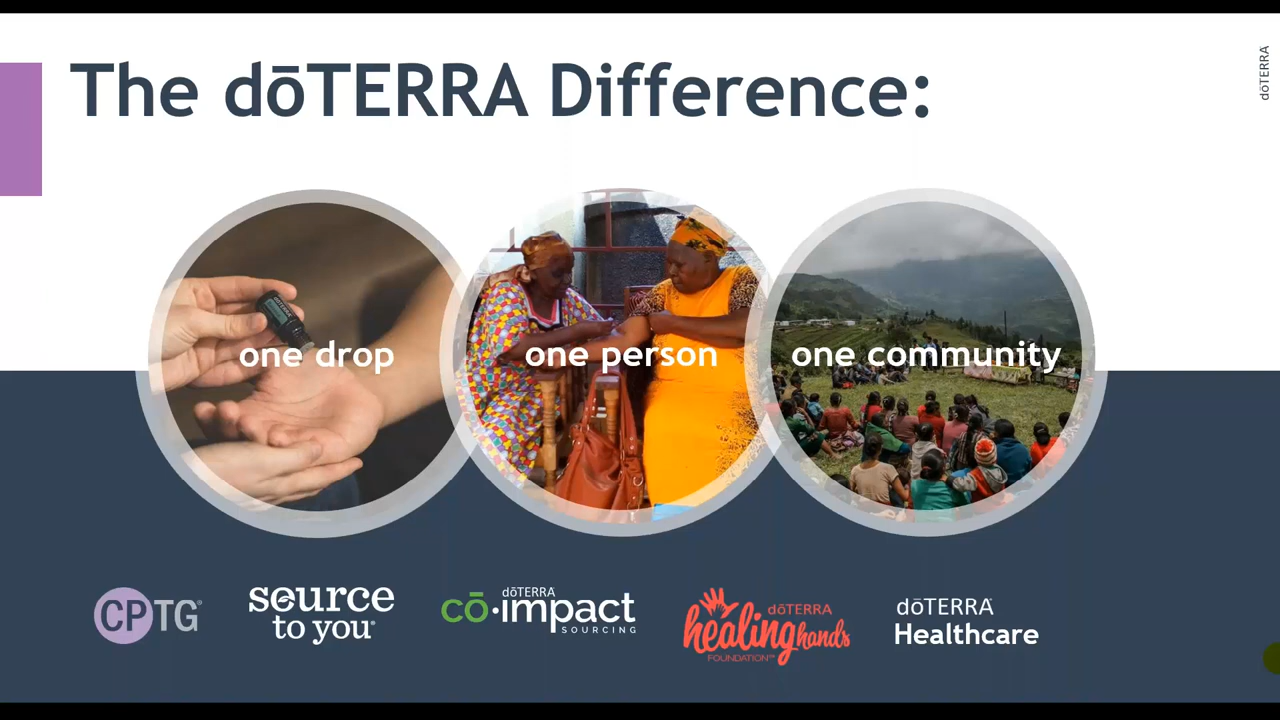 The dōTERRA Difference:
dōTERRA
one drop
one person
one community
CPTG®
source
to you®
dōTERRA®
cō·impact
SOURCING
dōTERRA
healing hands
FOUNDATION™
dōTERRA®
Healthcare